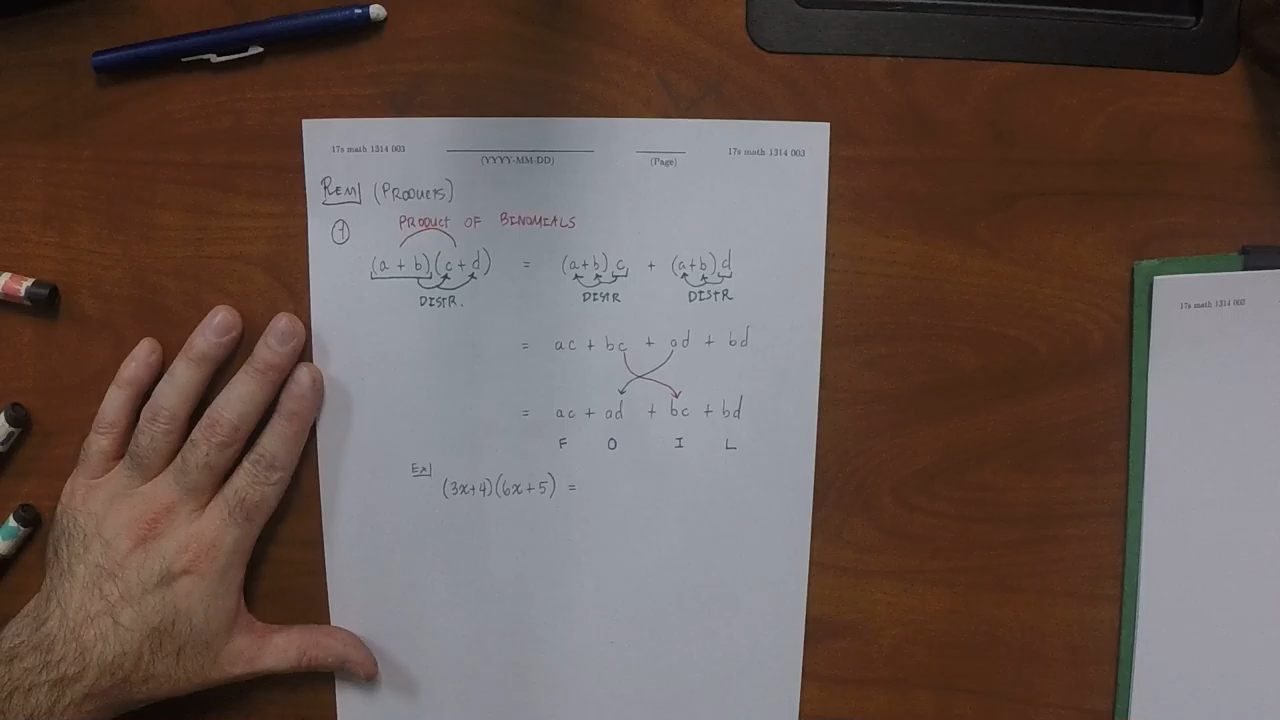 17s math 1314 003 (YYYY-MM-DD) (Page) 17s math 1314 003
REM (PRODUCTS)
1 PRODUCT OF BINOMIALS
(a + b)(c + d) = (a+b)c + (a+b)d
DISTR. DISTR DISTR
= ac + bc + ad + bd
= ac + ad + bc + bd
F O I L
Ex (3x+4)(6x+5) =
17s math 1314 003